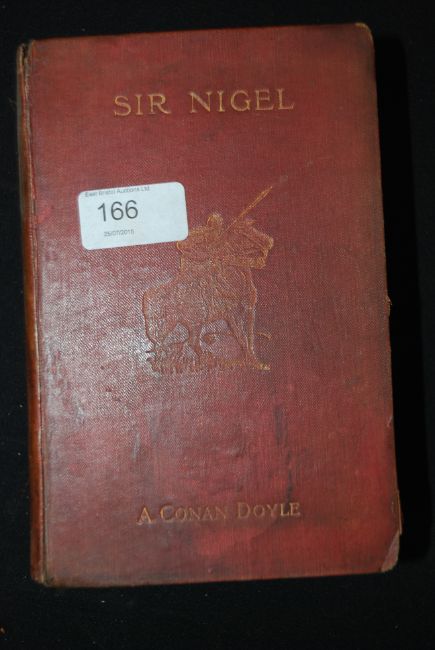 SIR NIGEL
East Bristol Auctions Ltd
166
25/07/2015
A CONAN DOYLE